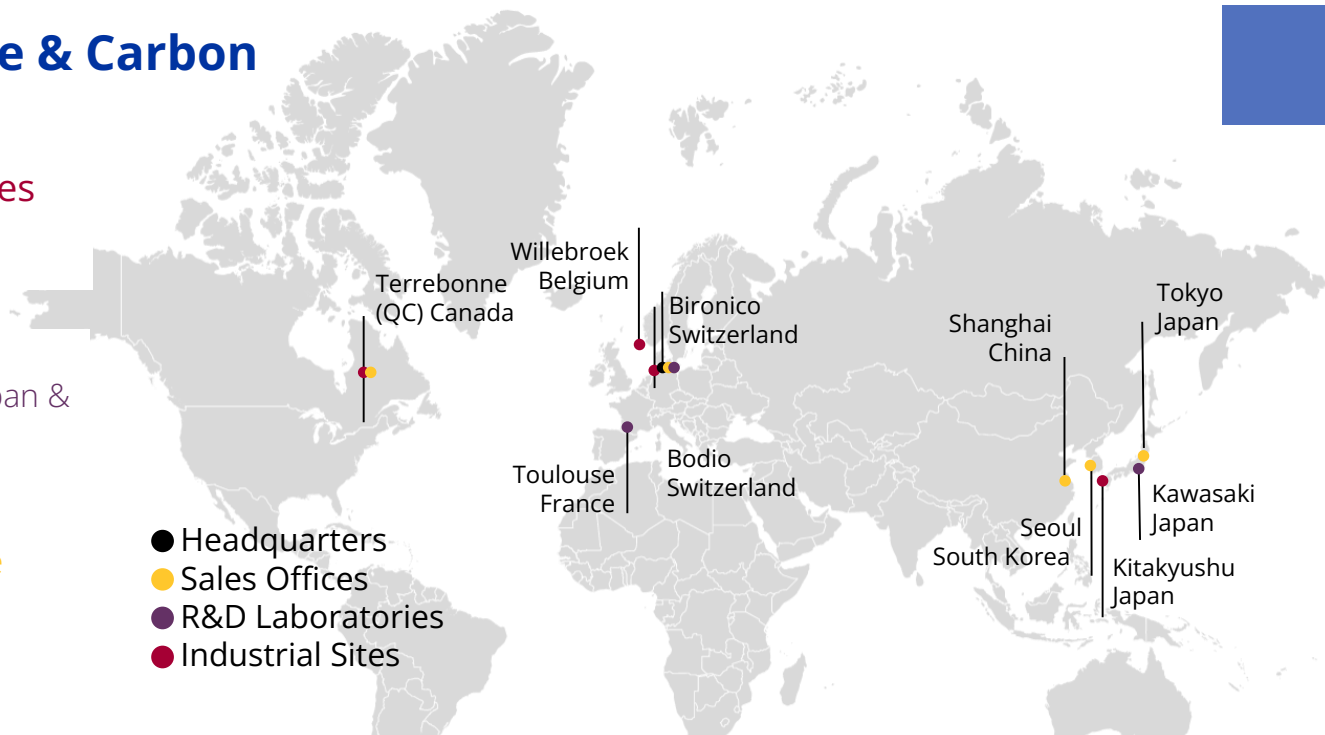 e & Carbon
es
an &
Willebroek
Belgium
Terrebonne
(QC) Canada
Bironico
Switzerland
Tokyo
Japan
Shanghai
China
Bodio
Switzerland
Toulouse
France
Kawasaki
Japan
Seoul
South Korea
Kitakyushu
Japan
Headquarters
Sales Offices
R&D Laboratories
Industrial Sites